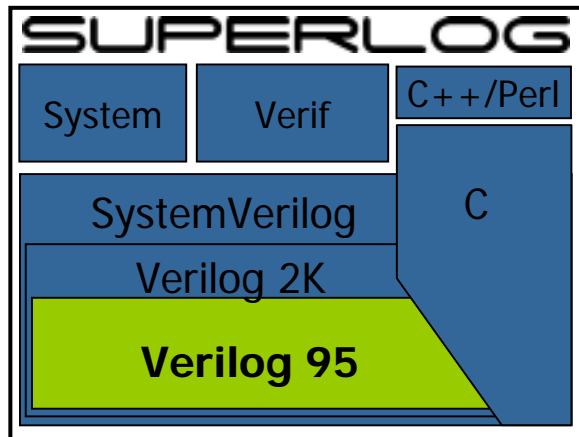 SUPERLOG
System
Verif
C++/Perl
SystemVerilog
C
Verilog 2K
Verilog 95